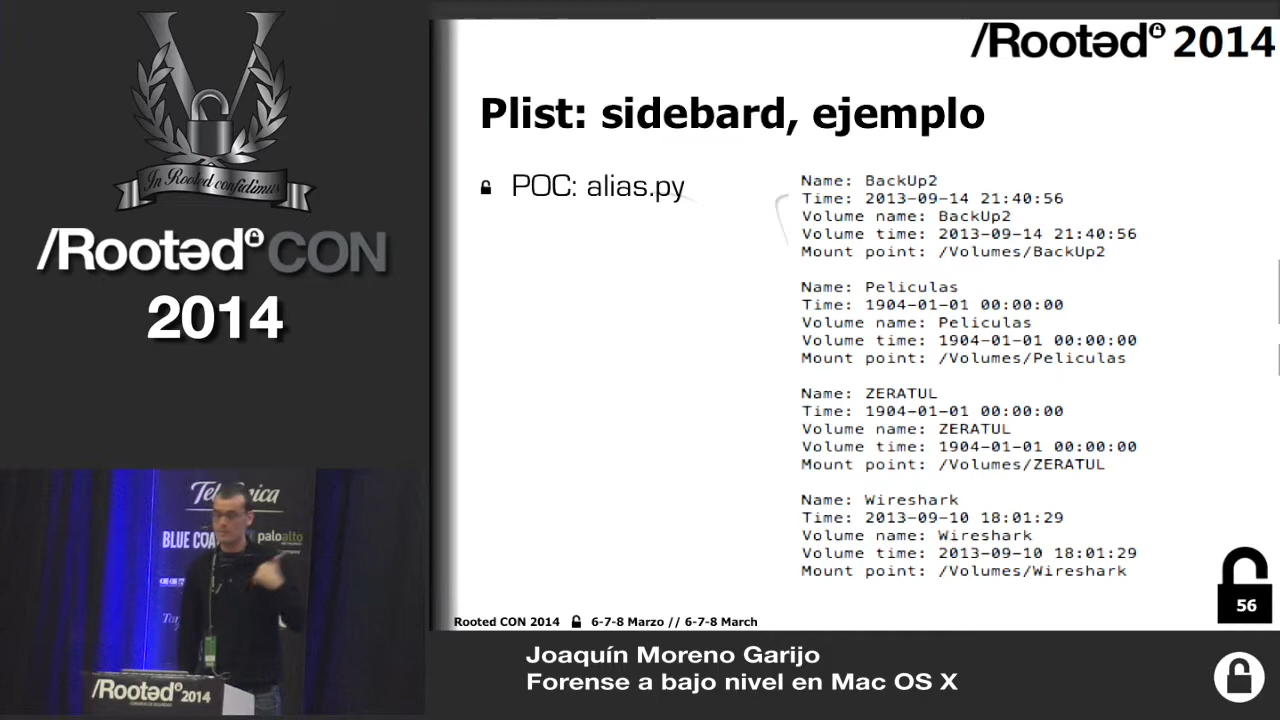 In Rooted confidimus
/RootedCON
2014
/Rooted 2014
Plist: sidebard, ejemplo
POC: alias.py
Name: BackUp2
Time: 2013-09-14 21:40:56
Volume name: BackUp2
Volume time: 2013-09-14 21:40:56
Mount point: /Volumes/BackUp2
Name: Peliculas
Time: 1904-01-01 00:00:00
Volume name: Peliculas
Volume time: 1904-01-01 00:00:00
Mount point: /Volumes/Peliculas
Name: ZERATUL
Time: 1904-01-01 00:00:00
Volume name: ZERATUL
Volume time: 1904-01-01 00:00:00
Mount point: /Volumes/ZERATUL
Name: Wireshark
Time: 2013-09-10 18:01:29
Volume name: Wireshark
Volume time: 2013-09-10 18:01:29
Mount point: /Volumes/Wireshark
56
Rooted CON 2014 6-7-8 Marzo // 6-7-8 March
paloalto
/Rooted 2014
Joaquín Moreno Garijo
Forense a bajo nivel en Mac OS X